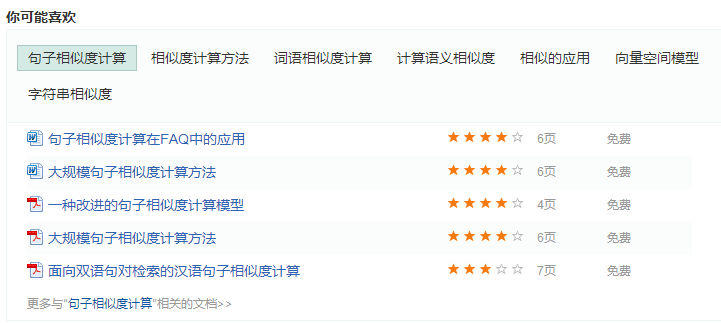 你可能喜欢
句子相似度计算 相似度计算方法 词语相似度计算 计算语义相似度 相似的应用 向量空间模型
字符串相似度
句子相似度计算在FAQ中的应用 6页 免费
大规模句子相似度计算方法 6页 免费
一种改进的句子相似度计算模型 4页 免费
大规模句子相似度计算方法 6页 免费
面向双语句对检索的汉语句子相似度计算 7页 免费
更多与"句子相似度计算"相关的文档>>